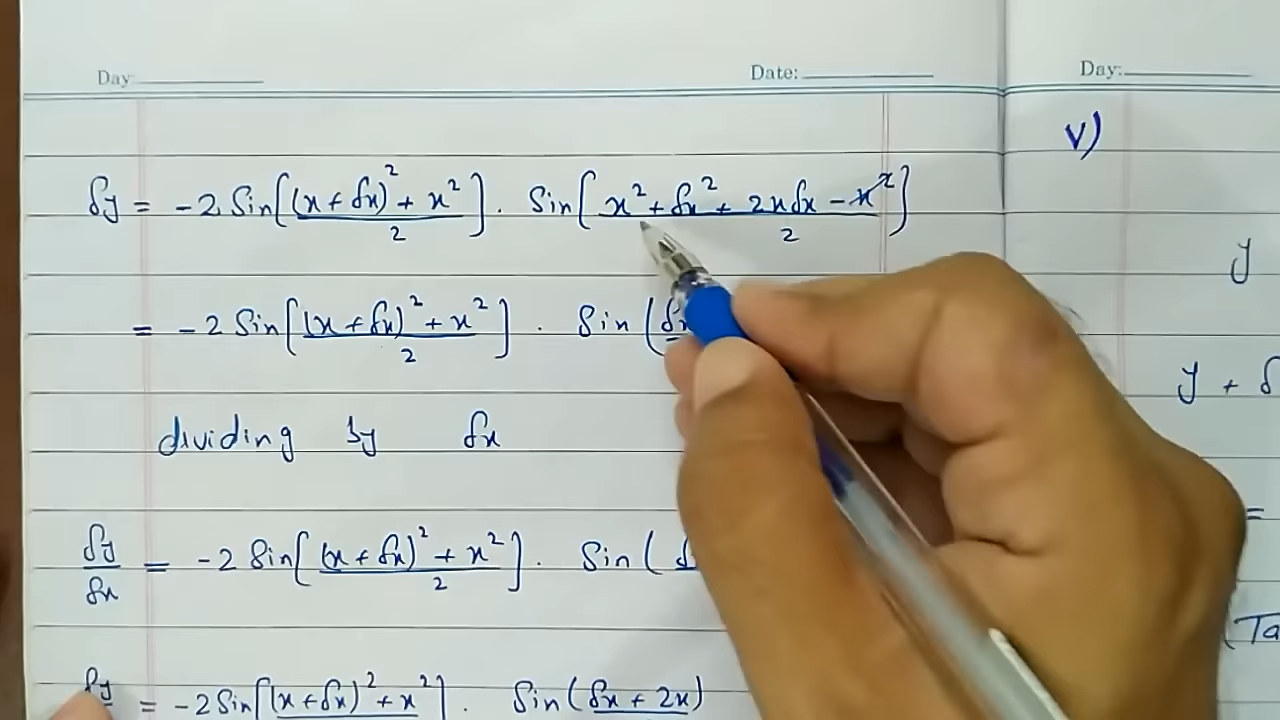 Day:
Date:
δy = -2 Sin[((x + δx)² + x²)/2] . Sin[(x² + δx² + 2xδx - x²)/2]
= -2 Sin[((x + δx)² + x²)/2] . Sin (δx
dividing by δx
δy/δx = -2 Sin[((x + δx)² + x²)/2] . Sin (
δy = -2 Sin[(x + δx)² + x²] . Sin (δx + 2x)
Day:
v)
y
y + δ
=
(Ta